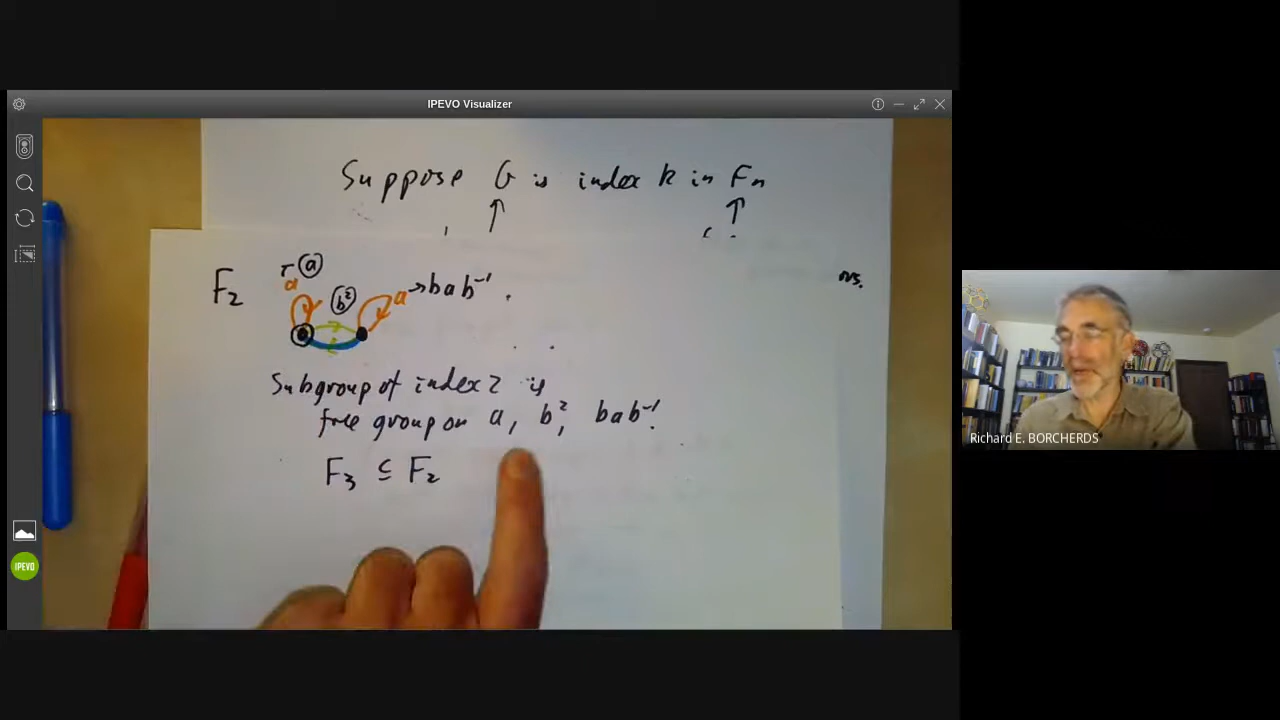 IPEVO Visualizer
Suppose G is index k in Fn
F2
a
a
b²
a → bab⁻¹.
ns.
Subgroup of index 2 is
free group on a, b², bab⁻¹.
F3 ⊆ F2
IPEVO
Richard E. BORCHERDS